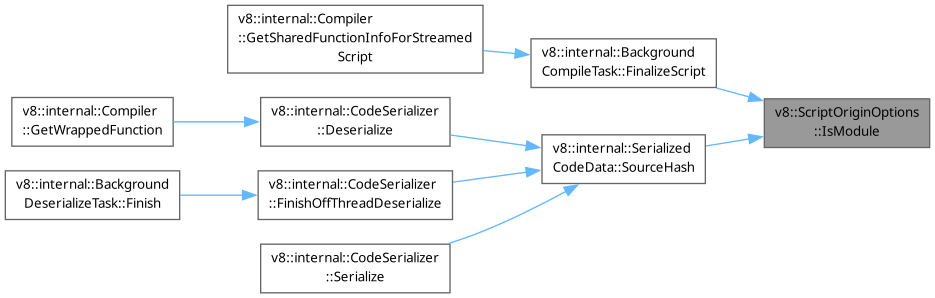 v8::internal::Compiler
::GetSharedFunctionInfoForStreamed
Script
v8::internal::Background
CompileTask::FinalizeScript
v8::ScriptOriginOptions
::IsModule
v8::internal::Compiler
::GetWrappedFunction
v8::internal::CodeSerializer
::Deserialize
v8::internal::Serialized
CodeData::SourceHash
v8::internal::Background
DeserializeTask::Finish
v8::internal::CodeSerializer
::FinishOffThreadDeserialize
v8::internal::CodeSerializer
::Serialize